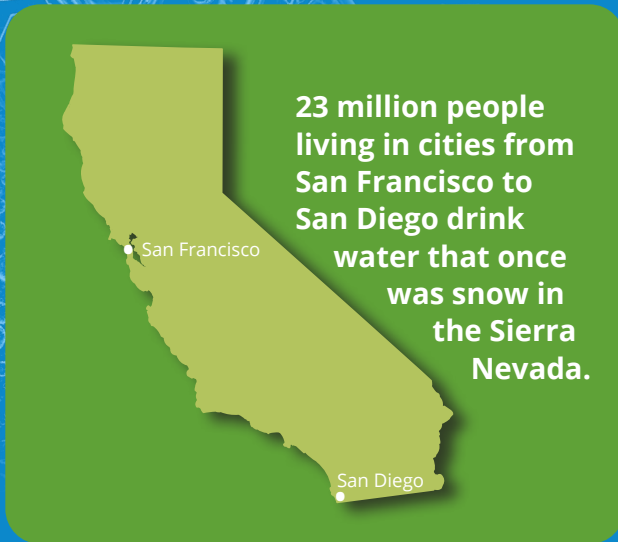 23 million people
living in cities from
San Francisco to
San Diego drink
water that once
was snow in
the Sierra
Nevada.
San Francisco
San Diego